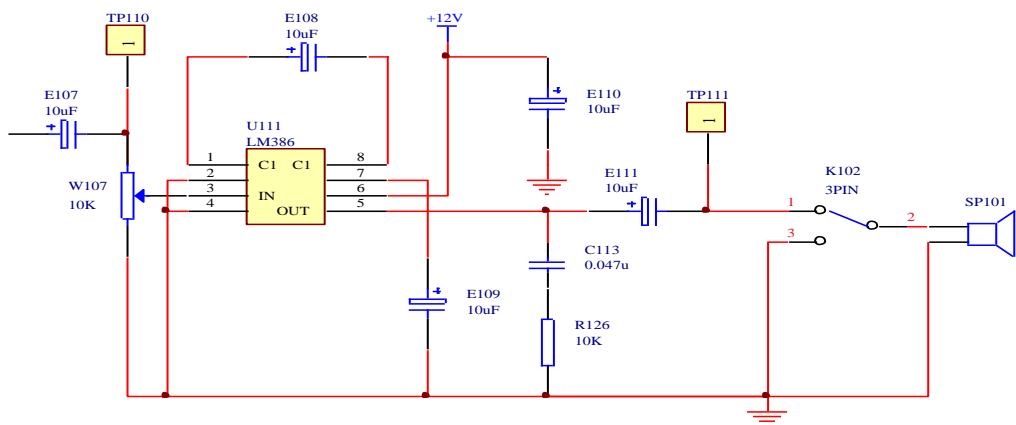 TP110
1
E108
10uF
+12V
E107
10uF
E110
10uF
TP111
1
U111
LM386
1
2
3
4
C1 C1
IN
OUT
8
7
6
5
W107
10K
E111
10uF
K102
3PIN
1
2
3
SP101
C113
0.047u
E109
10uF
R126
10K